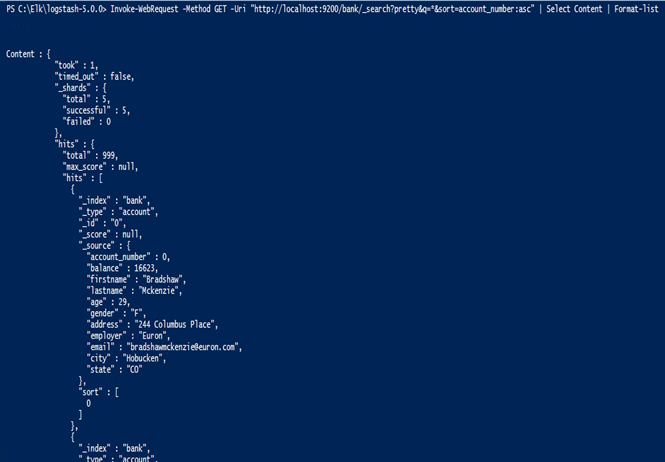 PS C:\Elk\logstash-5.0.0> Invoke-WebRequest -Method GET -Uri "http://localhost:9200/bank/_search?pretty&q=*&sort=account_number:asc" | Select Content | Format-list
Content : {
"took" : 1,
"timed_out" : false,
"_shards" : {
"total" : 5,
"successful" : 5,
"failed" : 0
},
"hits" : {
"total" : 999,
"max_score" : null,
"hits" : [
{
"_index" : "bank",
"_type" : "account",
"_id" : "0",
"_score" : null,
"_source" : {
"account_number" : 0,
"balance" : 16623,
"firstname" : "Bradshaw",
"lastname" : "Mckenzie",
"age" : 29,
"gender" : "F",
"address" : "244 Columbus Place",
"employer" : "Euron",
"email" : "bradshawmckenzie@euron.com",
"city" : "Hobucken",
"state" : "CO"
},
"sort" : [
0
]
},
{
"_index" : "bank",
"_type" : "account",